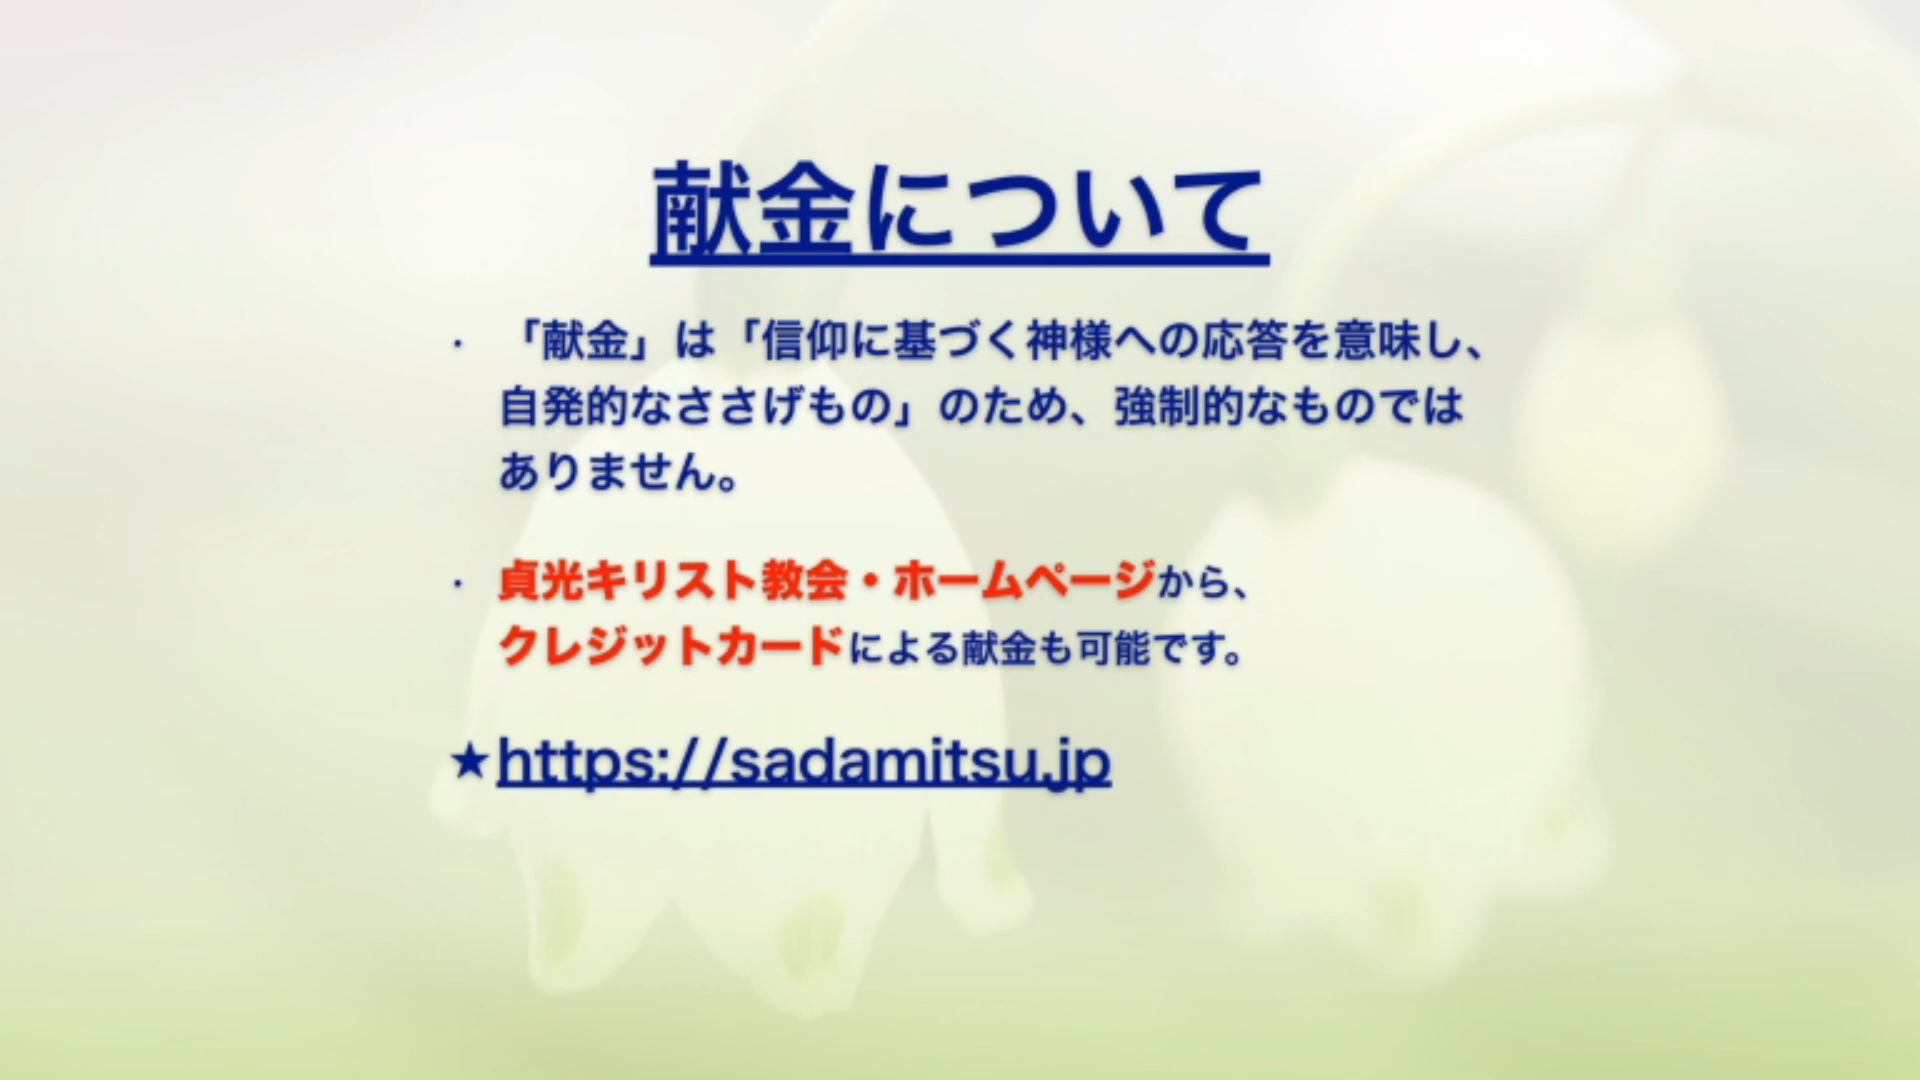 献金について
・「献金」は「信仰に基づく神様への応答を意味し、
自発的なささげもの」のため、強制的なものでは
ありません。
・貞光キリスト教会・ホームページから、
クレジットカードによる献金も可能です。
★https://sadamitsu.jp